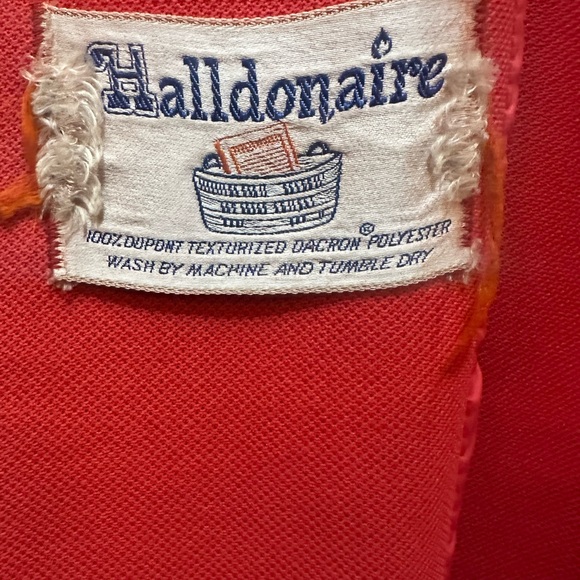 Halldonaire
100% DUPONT TEXTURIZED DACRON® POLYESTER
WASH BY MACHINE AND TUMBLE DRY